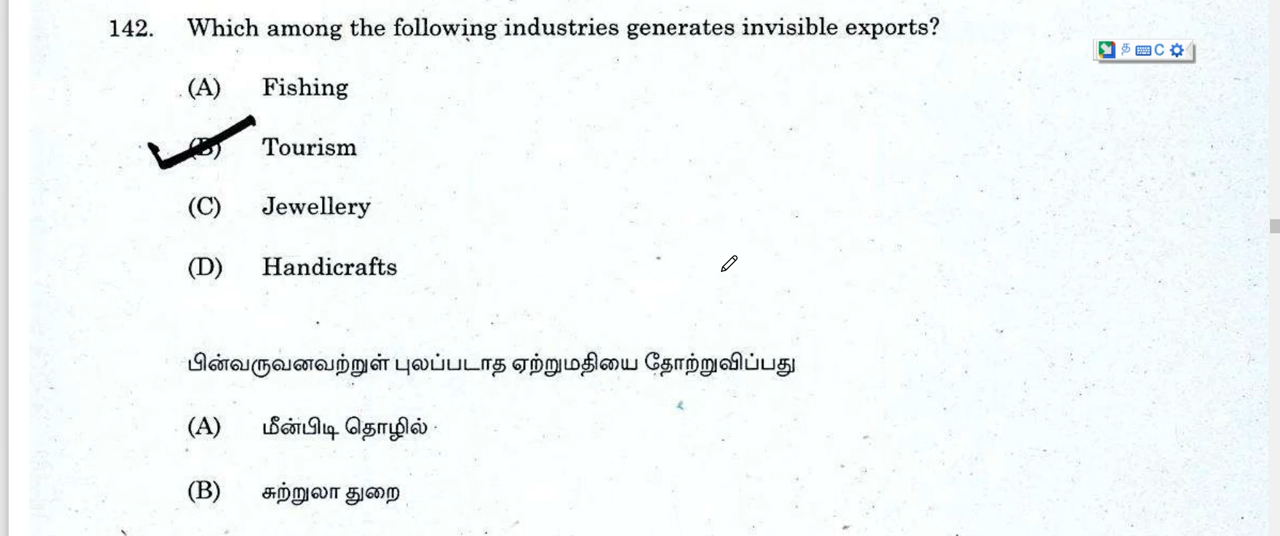 142. Which among the following industries generates invisible exports?
(A) Fishing
(B) Tourism
(C) Jewellery
(D) Handicrafts
பின்வருவனவற்றுள் புலப்படாத ஏற்றுமதியை தோற்றுவிப்பது
(A) மீன்பிடி தொழில்
(B) சுற்றுலா துறை